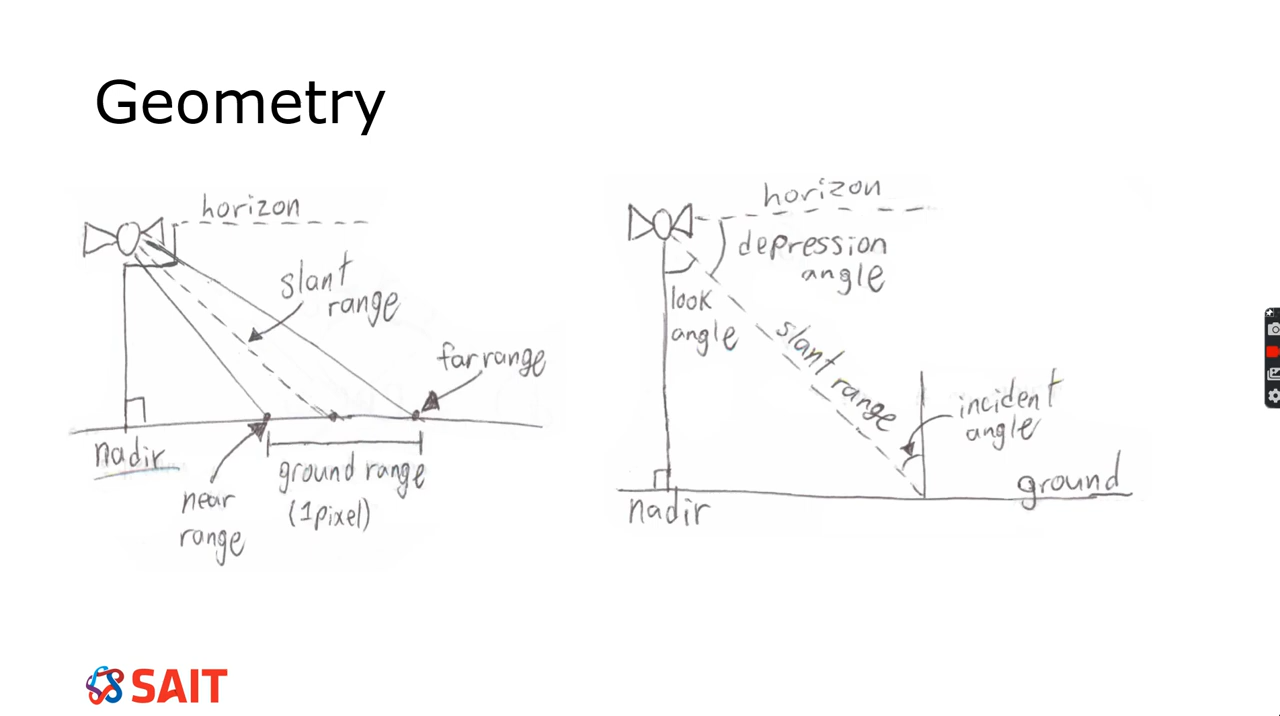 Geometry
horizon
slant
range
far range
nadir
near
range
ground range
(1 pixel)
horizon
depression
angle
look
angle
slant range
incident
angle
ground
nadir
SAIT